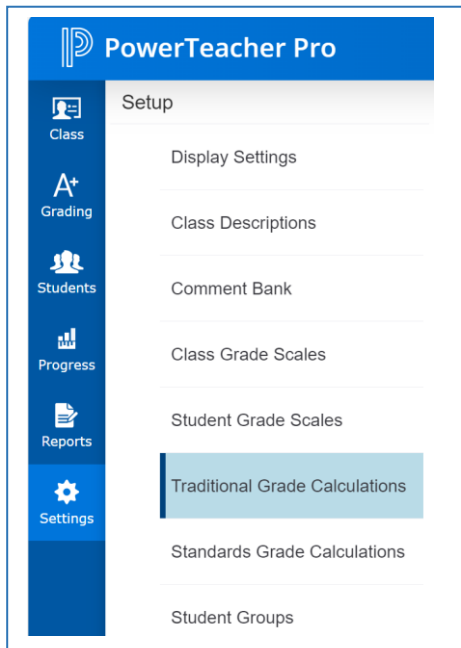 PowerTeacher Pro
Class
Grading
Students
Progress
Reports
Settings
Setup
Display Settings
Class Descriptions
Comment Bank
Class Grade Scales
Student Grade Scales
Traditional Grade Calculations
Standards Grade Calculations
Student Groups